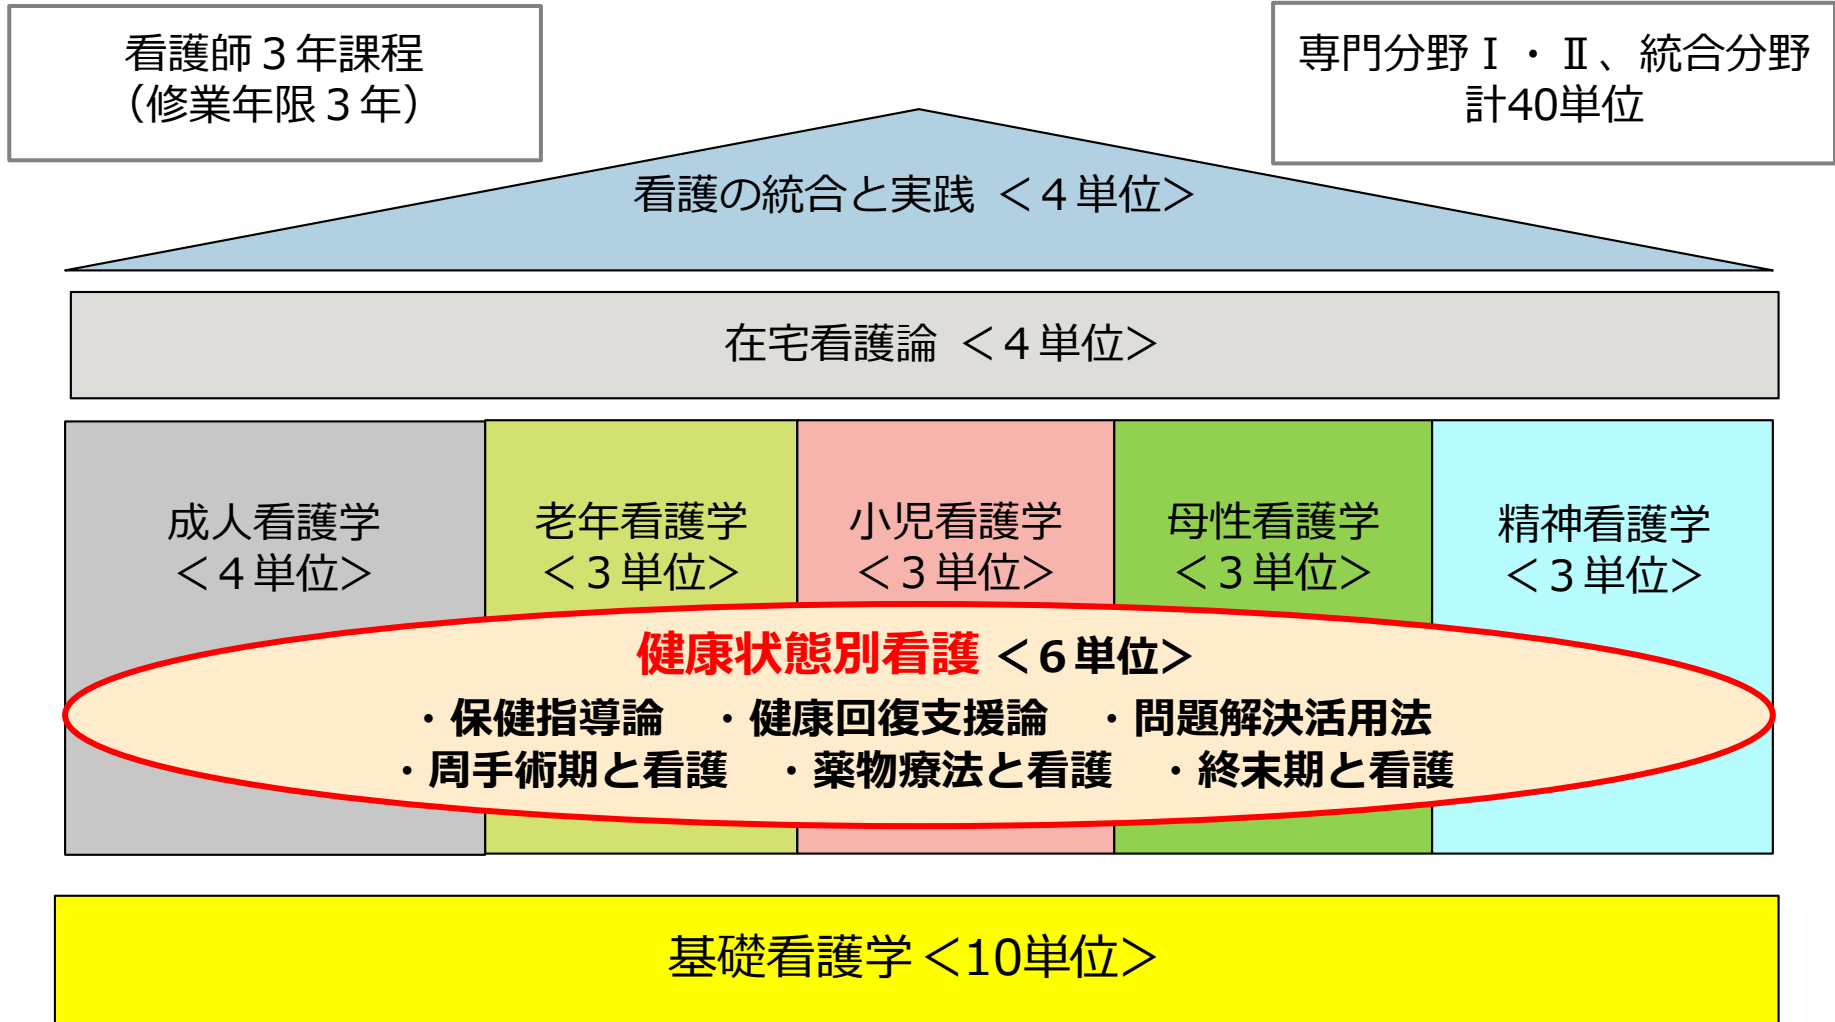 看護師３年課程
（修業年限３年）
専門分野Ⅰ・Ⅱ、統合分野
計40単位
看護の統合と実践 ＜４単位＞
在宅看護論 ＜４単位＞
成人看護学
＜４単位＞
老年看護学
＜３単位＞
小児看護学
＜３単位＞
母性看護学
＜３単位＞
精神看護学
＜３単位＞
健康状態別看護 ＜６単位＞
・保健指導論　・健康回復支援論　・問題解決活用法
・周手術期と看護　・薬物療法と看護　・終末期と看護
基礎看護学＜10単位＞